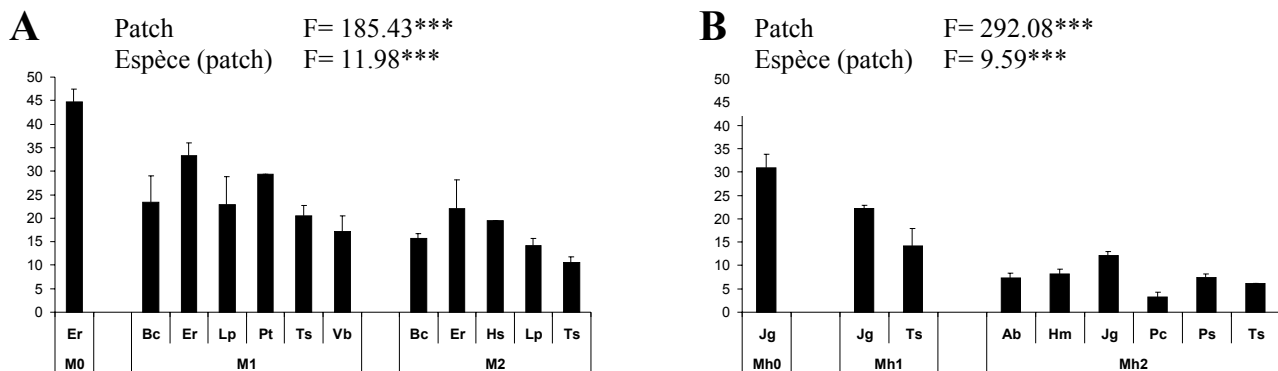 A
Patch F= 185.43***
Espèce (patch) F= 11.98***
50
45
40
35
30
25
20
15
10
5
0
Er Bc Er Lp Pt Ts Vb Bc Er Hs Lp Ts
M0 M1 M2
B
Patch F= 292.08***
Espèce (patch) F= 9.59***
50
45
40
35
30
25
20
15
10
5
0
Jg Jg Ts Ab Hm Jg Pc Ps Ts
Mh0 Mh1 Mh2